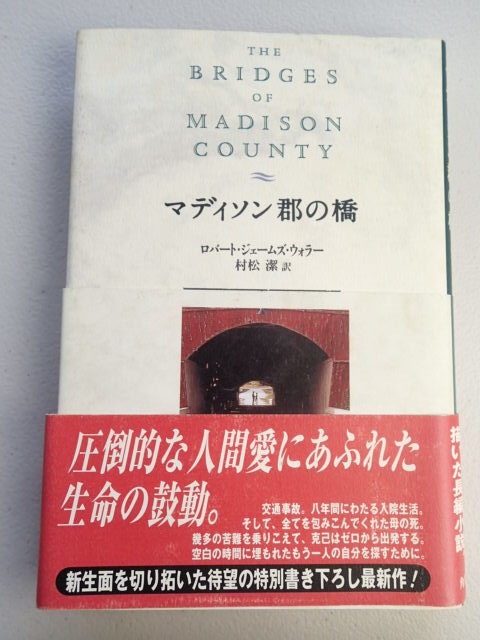 THE
BRIDGES
OF
MADISON
COUNTY
マディソン郡の橋
ロバート・ジェームズ・ウォラー
村松 潔 訳
圧倒的な人間愛にあふれた
生命の鼓動。
交通事故。八年間にわたる入院生活。
そして、全てを包みこんでくれた母の死。
幾多の苦難を乗りこえて、克己はゼロから出発する。
空白の時間に埋もれたもう一人の自分を探すために。
新生面を切り拓いた待望の特別書き下ろし最新作!
描いた長編小説